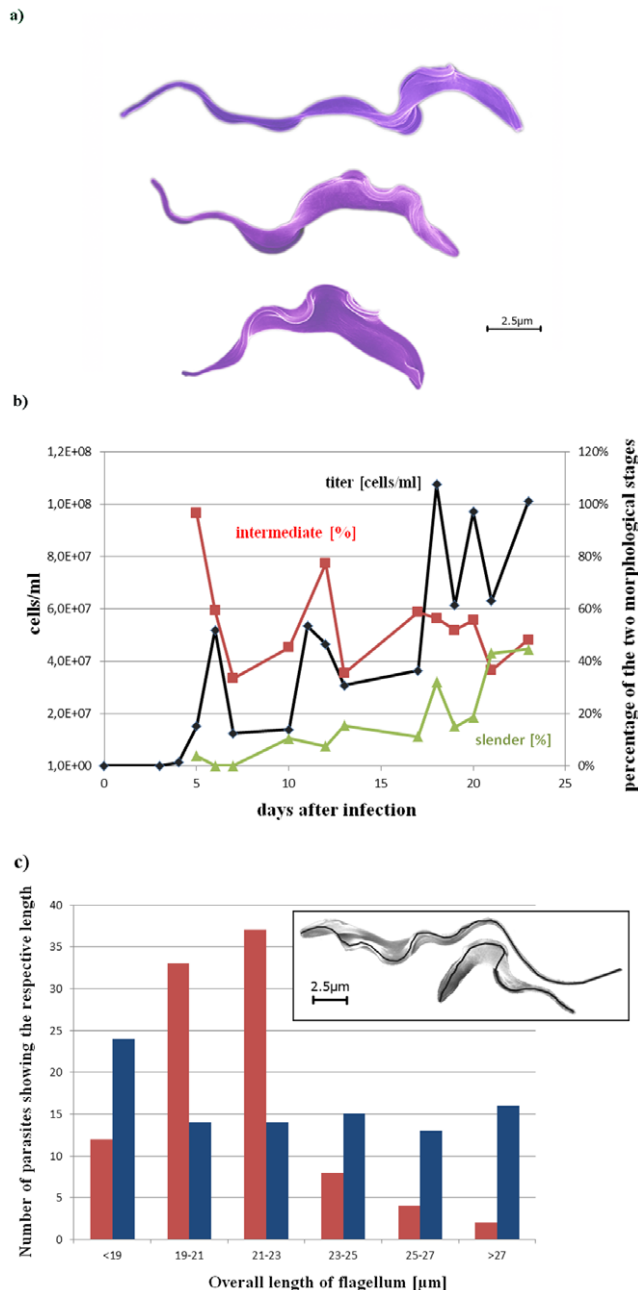 a)
2.5µm
b)
1,2E+08
1,0E+08
8,0E+07
6,0E+07
4,0E+07
2,0E+07
1,0E+00
cells/ml
titer [cells/ml]
intermediate [%]
slender [%]
120%
100%
80%
60%
40%
20%
0%
percentage of the two morphological stages
0 5 10 15 20 25
days after infection
c)
Number of parasites showing the respective length
40
35
30
25
20
15
10
5
0
2.5µm
<19 19-21 21-23 23-25 25-27 >27
Overall length of flagellum [µm]